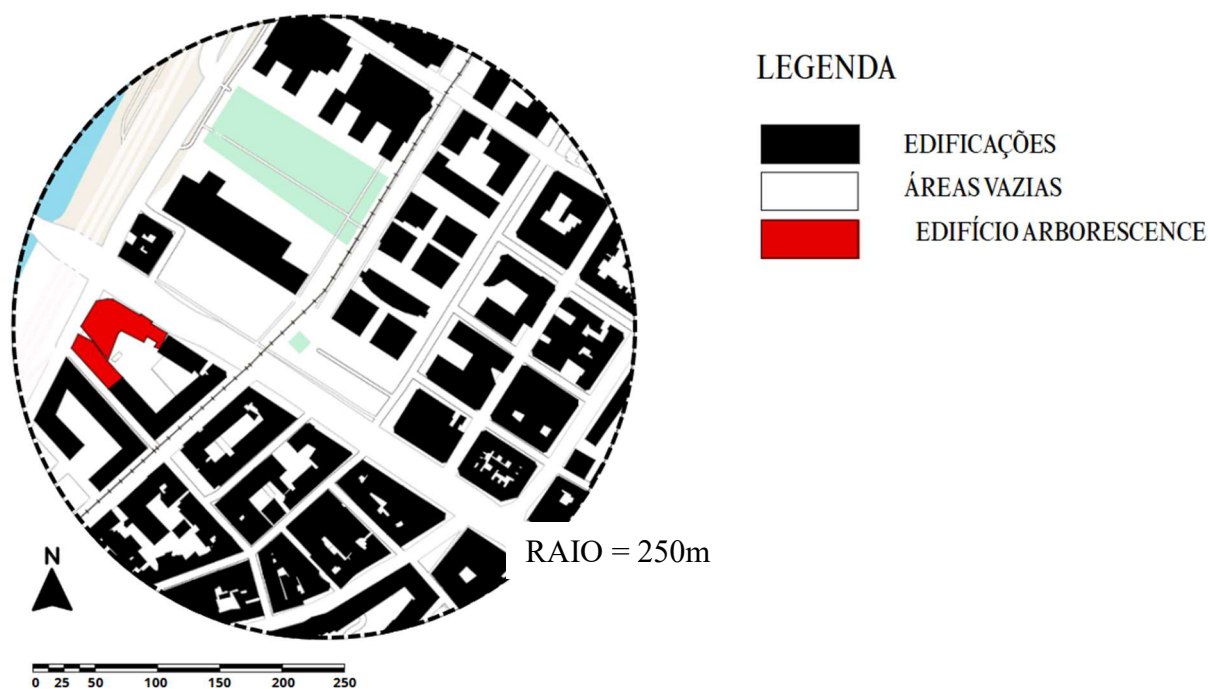 LEGENDA
EDIFICAÇÕES
ÁREAS VAZIAS
EDIFÍCIO ARBORESCENCE
RAIO = 250m
N
0 25 50 100 150 200 250